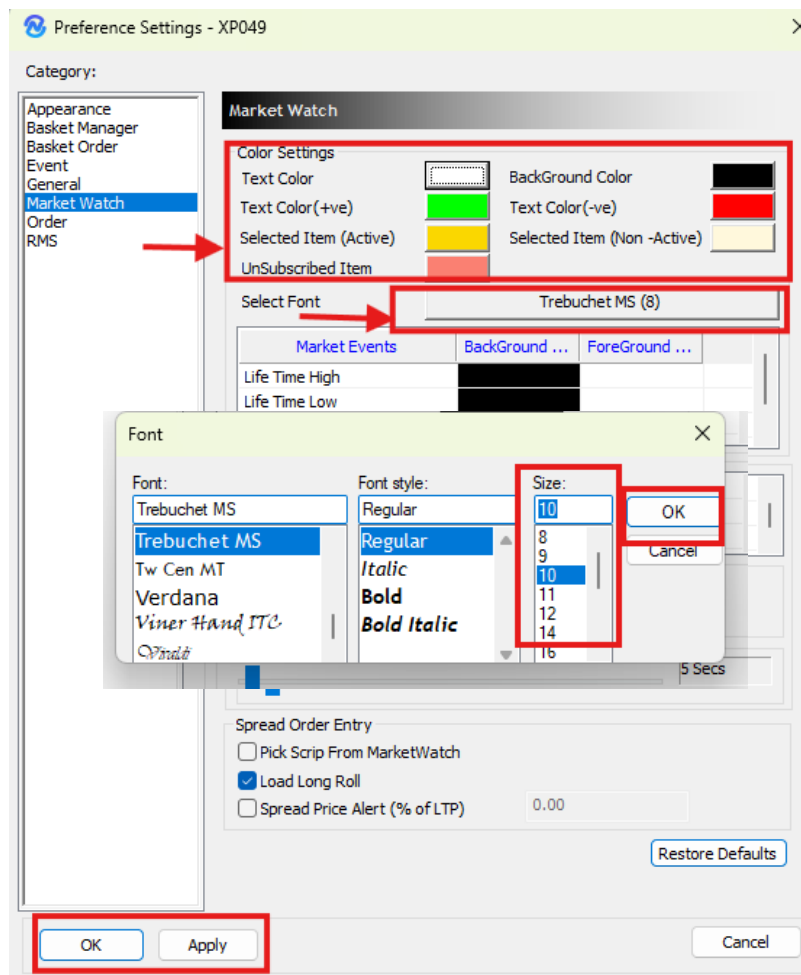 Preference Settings - XP049
Category:
Appearance
Basket Manager
Basket Order
Event
General
Market Watch
Order
RMS
Market Watch
Color Settings
Text Color
BackGround Color
Text Color(+ve)
Text Color(-ve)
Selected Item (Active)
Selected Item (Non -Active)
UnSubscribed Item
Select Font
Trebuchet MS (8)
Market Events BackGround ... ForeGround ...
Life Time High
Life Time Low
Font
Font:
Font style:
Size:
Trebuchet MS
Regular
10
OK
Cancel
Trebuchet MS
Tw Cen MT
Verdana
Viner Hand ITC
Vivaldi
Regular
Italic
Bold
Bold Italic
8
9
10
11
12
14
16
5 Secs
Spread Order Entry
Pick Scrip From MarketWatch
Load Long Roll
Spread Price Alert (% of LTP)
0.00
Restore Defaults
OK
Apply
Cancel